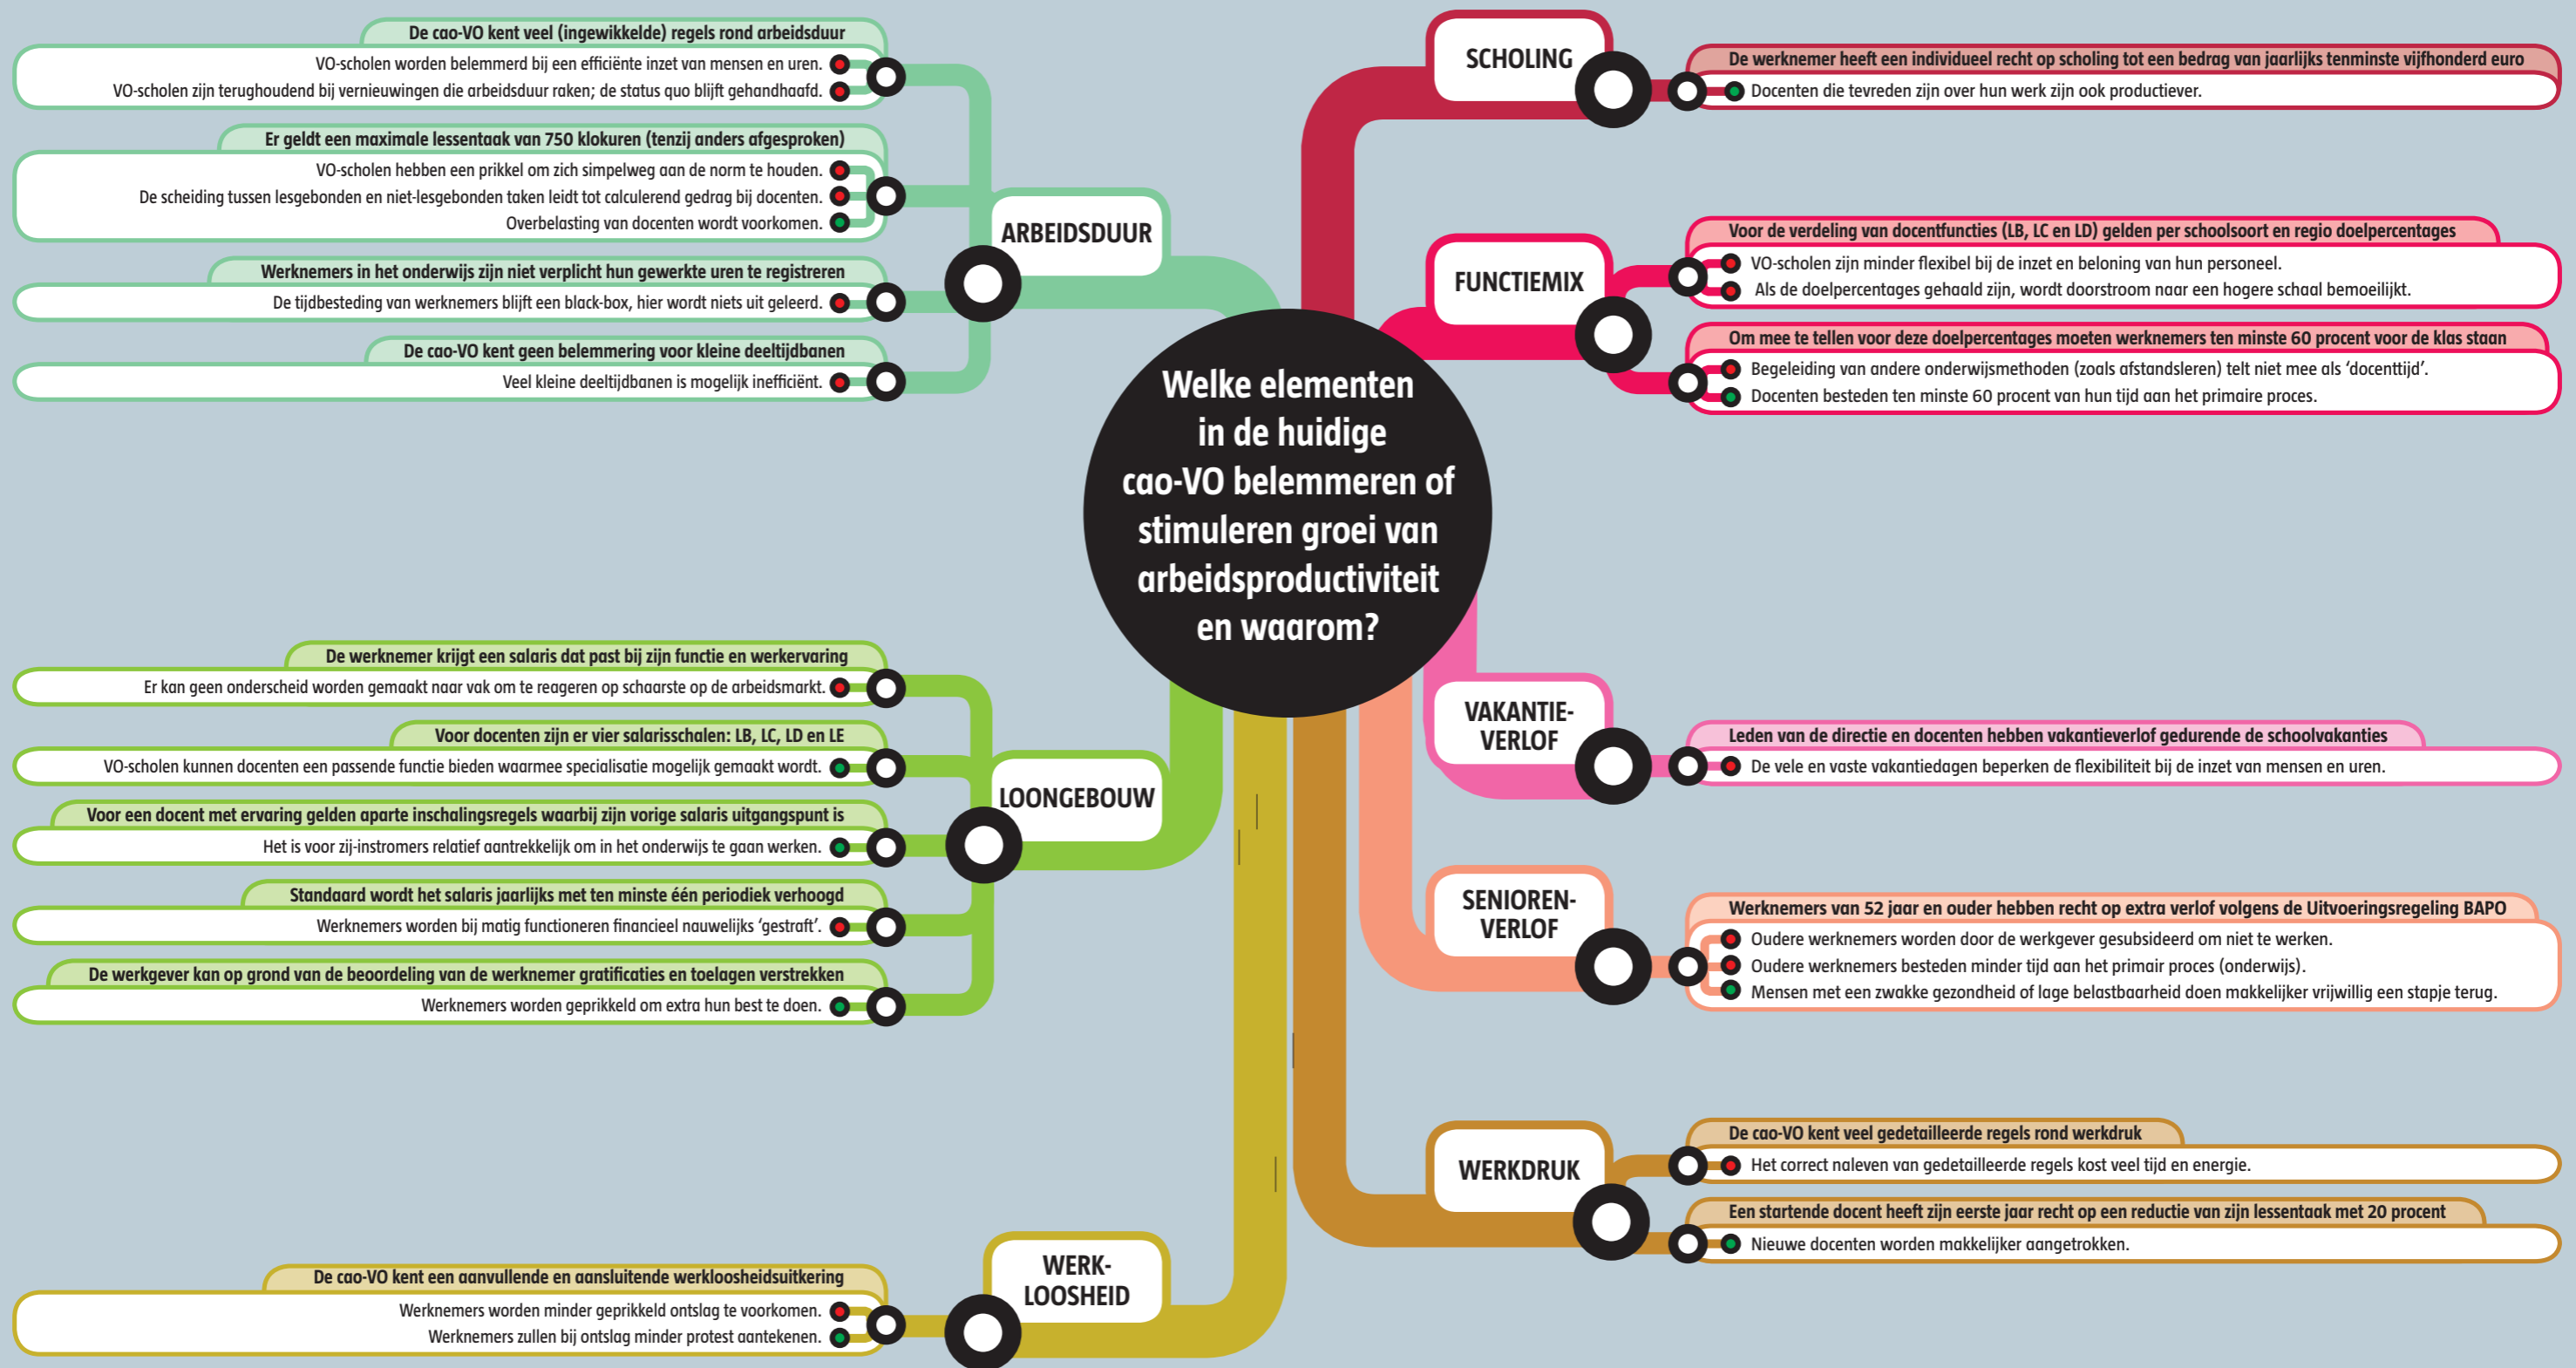 Welke elementen
in de huidige
cao-VO belemmeren of
stimuleren groei van
arbeidsproductiviteit
en waarom?
ARBEIDSDUUR
De cao-VO kent veel (ingewikkelde) regels rond arbeidsduur
VO-scholen worden belemmerd bij een efficiënte inzet van mensen en uren.
VO-scholen zijn terughoudend bij vernieuwingen die arbeidsduur raken; de status quo blijft gehandhaafd.
Er geldt een maximale lessentaak van 750 klokuren (tenzij anders afgesproken)
VO-scholen hebben een prikkel om zich simpelweg aan de norm te houden.
De scheiding tussen lesgebonden en niet-lesgebonden taken leidt tot calculerend gedrag bij docenten.
Overbelasting van docenten wordt voorkomen.
Werknemers in het onderwijs zijn niet verplicht hun gewerkte uren te registreren
De tijdbesteding van werknemers blijft een black-box, hier wordt niets uit geleerd.
De cao-VO kent geen belemmering voor kleine deeltijdbanen
Veel kleine deeltijdbanen is mogelijk inefficiënt.
LOONGEBOUW
De werknemer krijgt een salaris dat past bij zijn functie en werkervaring
Er kan geen onderscheid worden gemaakt naar vak om te reageren op schaarste op de arbeidsmarkt.
Voor docenten zijn er vier salarisschalen: LB, LC, LD en LE
VO-scholen kunnen docenten een passende functie bieden waarmee specialisatie mogelijk gemaakt wordt.
Voor een docent met ervaring gelden aparte inschalingsregels waarbij zijn vorige salaris uitgangspunt is
Het is voor zij-instromers relatief aantrekkelijk om in het onderwijs te gaan werken.
Standaard wordt het salaris jaarlijks met ten minste één periodiek verhoogd
Werknemers worden bij matig functioneren financieel nauwelijks ‘gestraft’.
De werkgever kan op grond van de beoordeling van de werknemer gratificaties en toelagen verstrekken
Werknemers worden geprikkeld om extra hun best te doen.
WERK-
LOOSHEID
De cao-VO kent een aanvullende en aansluitende werkloosheidsuitkering
Werknemers worden minder geprikkeld ontslag te voorkomen.
Werknemers zullen bij ontslag minder protest aantekenen.
SCHOLING
De werknemer heeft een individueel recht op scholing tot een bedrag van jaarlijks tenminste vijfhonderd euro
Docenten die tevreden zijn over hun werk zijn ook productiever.
FUNCTIEMIX
Voor de verdeling van docentfuncties (LB, LC en LD) gelden per schoolsoort en regio doelpercentages
VO-scholen zijn minder flexibel bij de inzet en beloning van hun personeel.
Als de doelpercentages gehaald zijn, wordt doorstroom naar een hogere schaal bemoeilijkt.
Om mee te tellen voor deze doelpercentages moeten werknemers ten minste 60 procent voor de klas staan
Begeleiding van andere onderwijsmethoden (zoals afstandsleren) telt niet mee als ‘docenttijd’.
Docenten besteden ten minste 60 procent van hun tijd aan het primaire proces.
VAKANTIE-
VERLOF
Leden van de directie en docenten hebben vakantieverlof gedurende de schoolvakanties
De vele en vaste vakantiedagen beperken de flexibiliteit bij de inzet van mensen en uren.
SENIOREN-
VERLOF
Werknemers van 52 jaar en ouder hebben recht op extra verlof volgens de Uitvoeringsregeling BAPO
Oudere werknemers worden door de werkgever gesubsideerd om niet te werken.
Oudere werknemers besteden minder tijd aan het primair proces (onderwijs).
Mensen met een zwakke gezondheid of lage belastbaarheid doen makkelijker vrijwillig een stapje terug.
WERKDRUK
De cao-VO kent veel gedetailleerde regels rond werkdruk
Het correct naleven van gedetailleerde regels kost veel tijd en energie.
Een startende docent heeft zijn eerste jaar recht op een reductie van zijn lessentaak met 20 procent
Nieuwe docenten worden makkelijker aangetrokken.